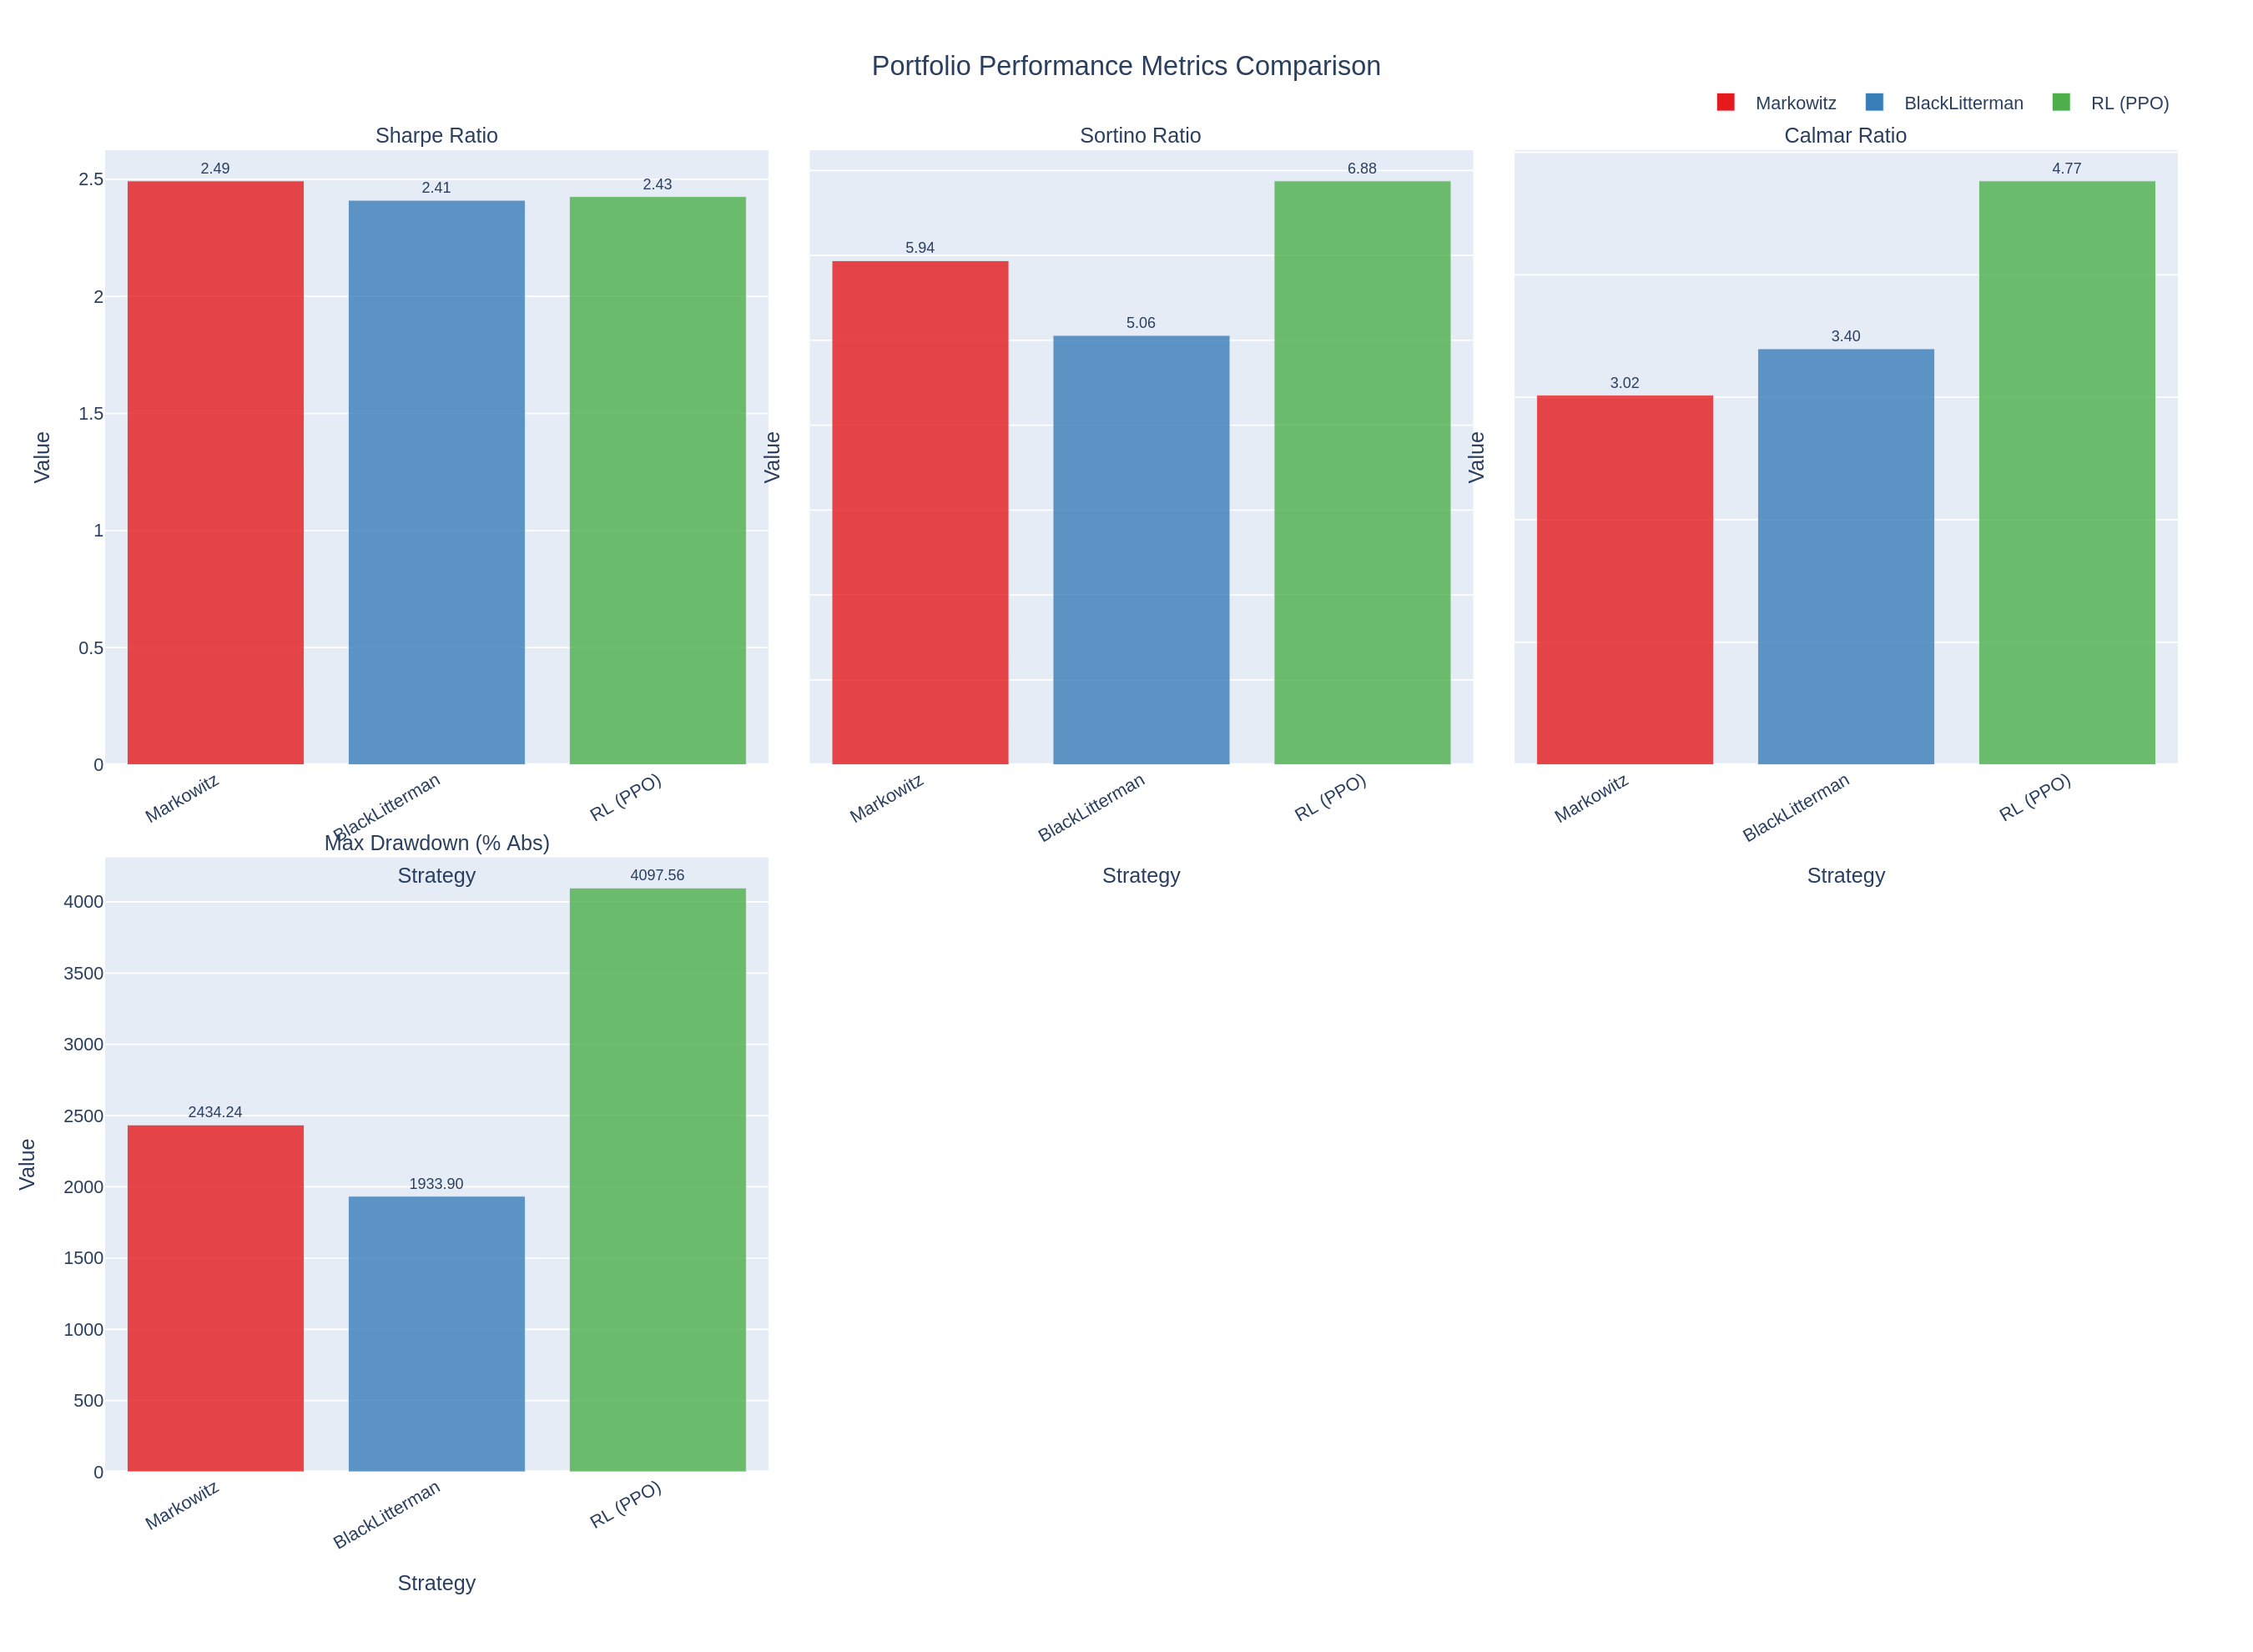 Portfolio Performance Metrics Comparison
Markowitz BlackLitterman RL (PPO)
Sharpe Ratio
2.5
2
1.5
1
0.5
0
Value
2.49
2.41
2.43
Markowitz
BlackLitterman
RL (PPO)
Strategy
Sortino Ratio
Value
5.94
5.06
6.88
Markowitz
BlackLitterman
RL (PPO)
Strategy
Calmar Ratio
Value
3.02
3.40
4.77
Markowitz
BlackLitterman
RL (PPO)
Strategy
Max Drawdown (% Abs)
4000
3500
3000
2500
2000
1500
1000
500
0
Value
2434.24
1933.90
4097.56
Markowitz
BlackLitterman
RL (PPO)
Strategy